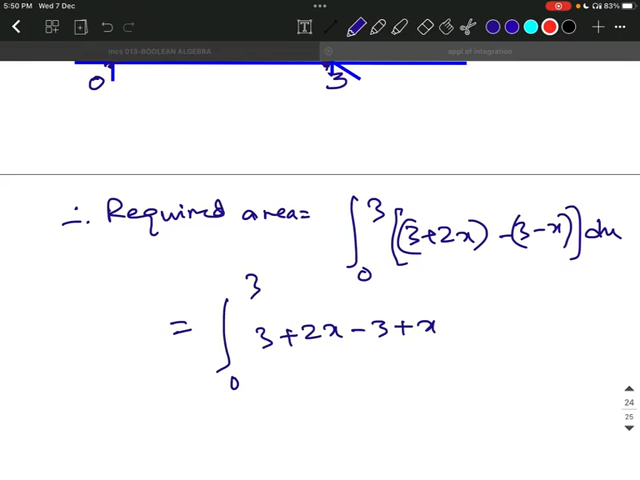 5:50 PM Wed 7 Dec
83%
T
mcs 013-BOOLEAN ALGEBRA
appl of integration
0 3
∴ Required area= ∫₀³ [(3+2x) -(3-x)] dx
= ∫₀³ 3+2x-3+x
24
25